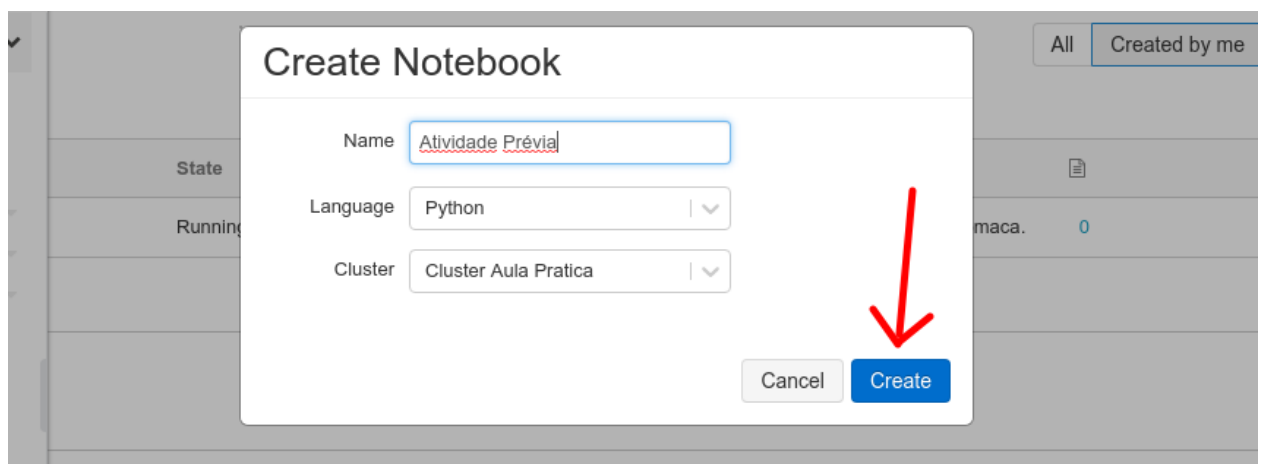 Create Notebook
All
Created by me
Name
Atividade Prévia
State
Language
Python
Running
maca.
0
Cluster
Cluster Aula Pratica
Cancel
Create